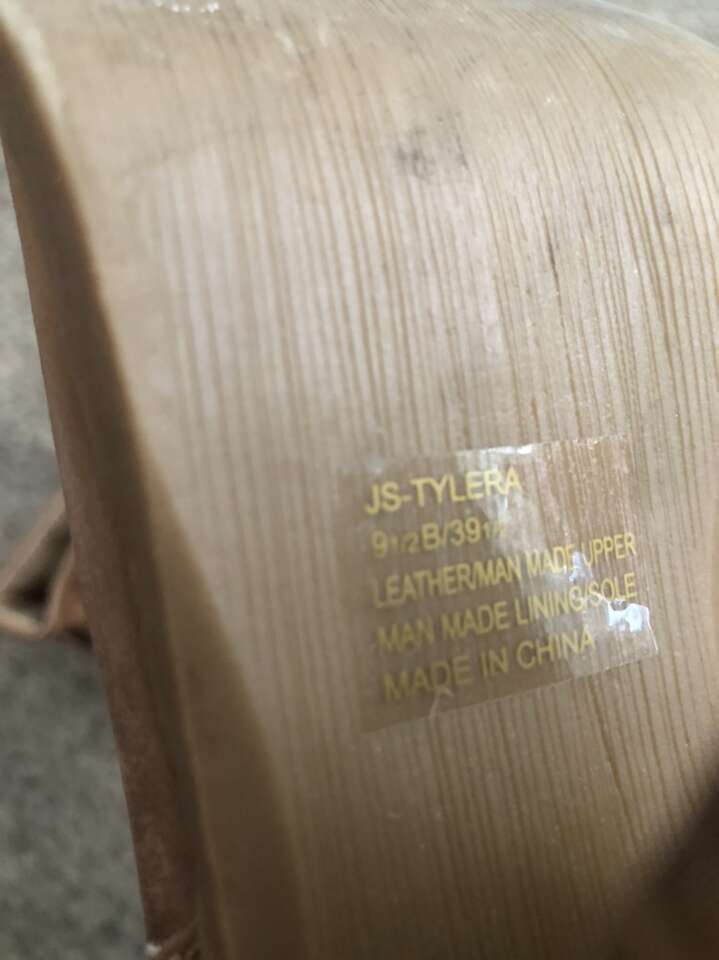 JS-TYLERA
9 1/2 B/39 1/2
LEATHER/MAN MADE UPPER
MAN MADE LINING/SOLE
MADE IN CHINA